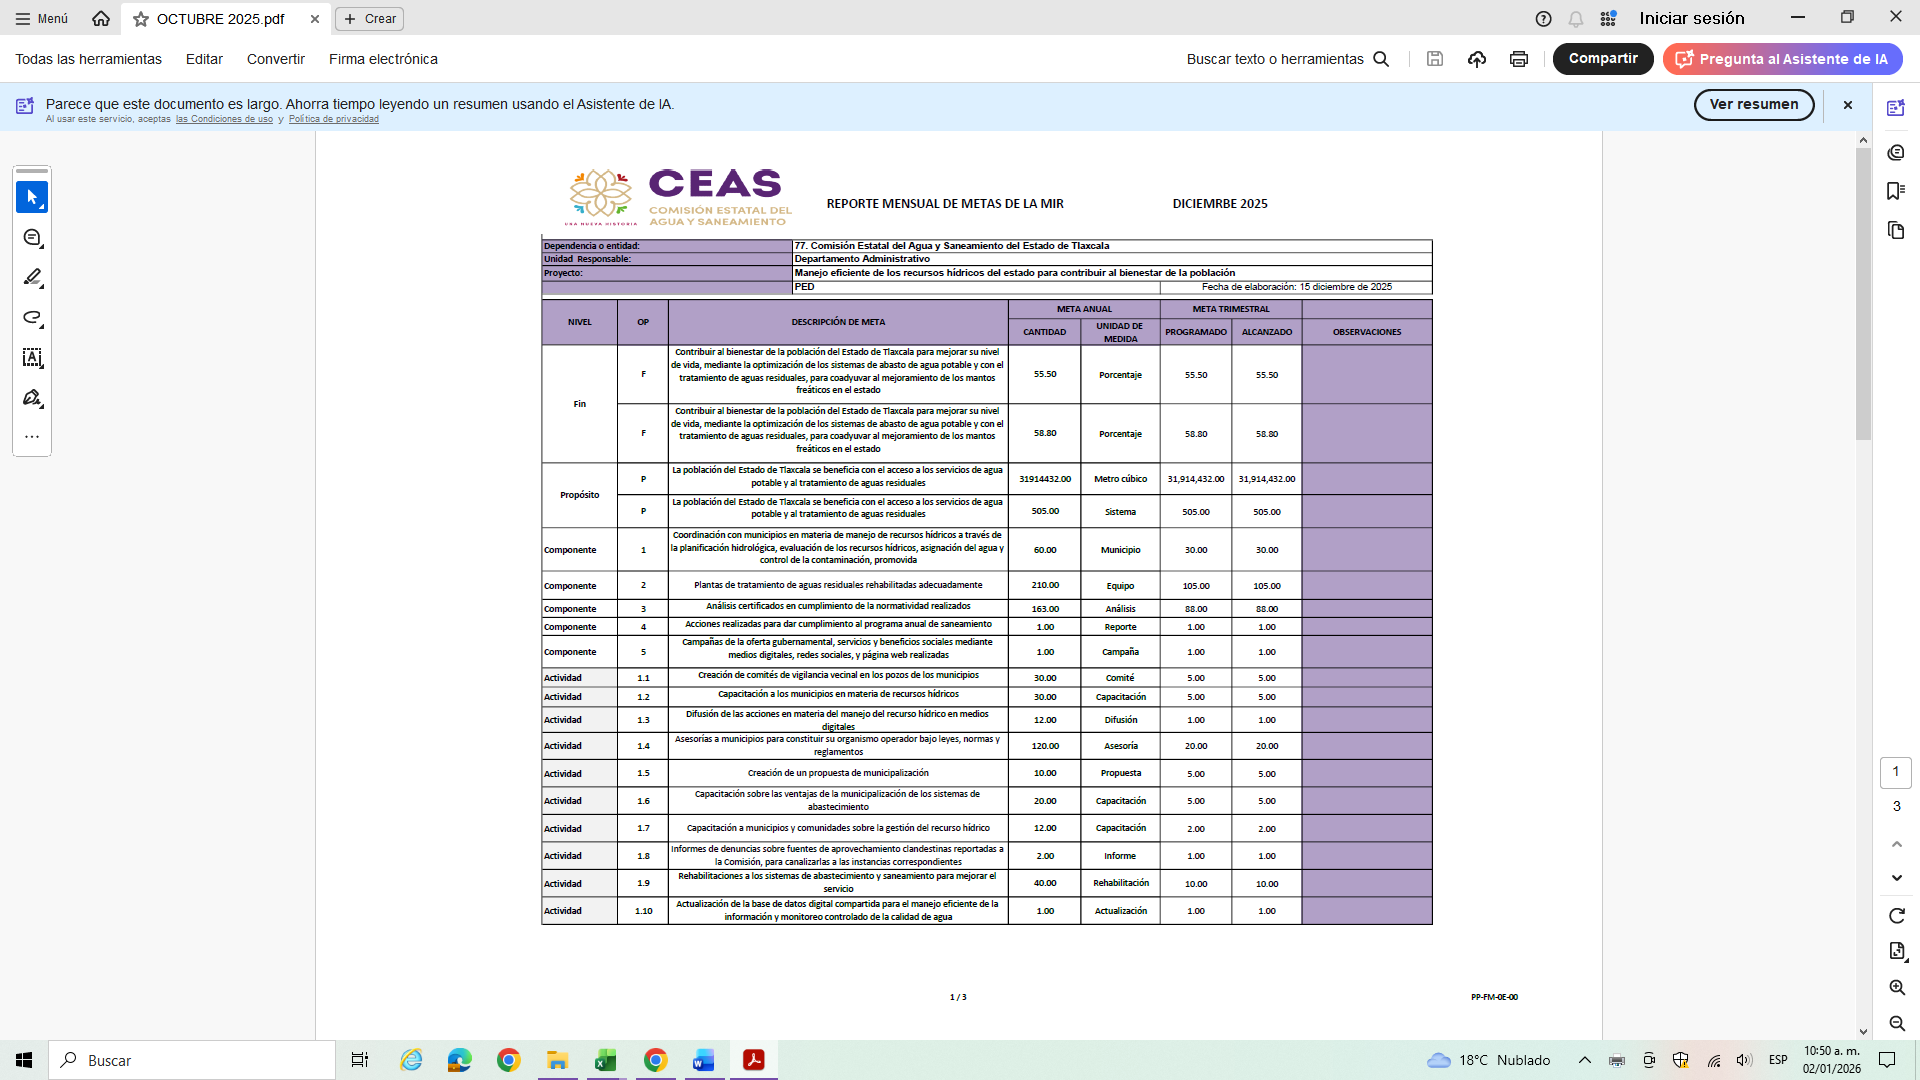 Menú
OCTUBRE 2025.pdf
Crear
Iniciar sesión
Todas las herramientas
Editar
Convertir
Firma electrónica
Buscar texto o herramientas
Compartir
Pregunta al Asistente de IA
Parece que este documento es largo. Ahorra tiempo leyendo un resumen usando el Asistente de IA.
Al usar este servicio, aceptas las Condiciones de uso y Política de privacidad
Ver resumen
CEAS
COMISIÓN ESTATAL DEL
AGUA Y SANEAMIENTO
UNA NUEVA HISTORIA
REPORTE MENSUAL DE METAS DE LA MIR
DICIEMRBE 2025
Dependencia o entidad: 77. Comisión Estatal del Agua y Saneamiento del Estado de Tlaxcala
Unidad Responsable: Departamento Administrativo
Proyecto: Manejo eficiente de los recursos hídricos del estado para contribuir al bienestar de la población
PED Fecha de elaboración: 15 diciembre de 2025
NIVEL OP DESCRIPCIÓN DE META META ANUAL META TRIMESTRAL
CANTIDAD UNIDAD DE MEDIDA PROGRAMADO ALCANZADO OBSERVACIONES
Fin
F
Contribuir al bienestar de la población del Estado de Tlaxcala para mejorar su nivel
de vida, mediante la optimización de los sistemas de abasto de agua potable y con el
tratamiento de aguas residuales, para coadyuvar al mejoramiento de los mantos
freáticos en el estado
55.50 Porcentaje 55.50 55.50
F
Contribuir al bienestar de la población del Estado de Tlaxcala para mejorar su nivel
de vida, mediante la optimización de los sistemas de abasto de agua potable y con el
tratamiento de aguas residuales, para coadyuvar al mejoramiento de los mantos
freáticos en el estado
58.80 Porcentaje 58.80 58.80
Propósito
P
La población del Estado de Tlaxcala se beneficia con el acceso a los servicios de agua
potable y al tratamiento de aguas residuales
31914432.00 Metro cúbico 31,914,432.00 31,914,432.00
P
La población del Estado de Tlaxcala se beneficia con el acceso a los servicios de agua
potable y al tratamiento de aguas residuales
505.00 Sistema 505.00 505.00
Componente 1
Coordinación con municipios en materia de manejo de recursos hídricos a través de
la planificación hidrológica, evaluación de los recursos hídricos, asignación del agua y
control de la contaminación, promovida
60.00 Municipio 30.00 30.00
Componente 2 Plantas de tratamiento de aguas residuales rehabilitadas adecuadamente 210.00 Equipo 105.00 105.00
Componente 3 Análisis certificados en cumplimiento de la normatividad realizados 163.00 Análisis 88.00 88.00
Componente 4 Acciones realizadas para dar cumplimiento al programa anual de saneamiento 1.00 Reporte 1.00 1.00
Componente 5
Campañas de la oferta gubernamental, servicios y beneficios sociales mediante
medios digitales, redes sociales, y página web realizadas
1.00 Campaña 1.00 1.00
Actividad 1.1 Creación de comités de vigilancia vecinal en los pozos de los municipios 30.00 Comité 5.00 5.00
Actividad 1.2 Capacitación a los municipios en materia de recursos hídricos 30.00 Capacitación 5.00 5.00
Actividad 1.3
Difusión de las acciones en materia del manejo del recurso hídrico en medios
digitales
12.00 Difusión 1.00 1.00
Actividad 1.4
Asesorías a municipios para constituir su organismo operador bajo leyes, normas y
reglamentos
120.00 Asesoría 20.00 20.00
Actividad 1.5 Creación de un propuesta de municipalización 10.00 Propuesta 5.00 5.00
Actividad 1.6
Capacitación sobre las ventajas de la municipalización de los sistemas de
abastecimiento
20.00 Capacitación 5.00 5.00
Actividad 1.7 Capacitación a municipios y comunidades sobre la gestión del recurso hídrico 12.00 Capacitación 2.00 2.00
Actividad 1.8
Informes de denuncias sobre fuentes de aprovechamiento clandestinas reportadas a
la Comisión, para canalizarlas a las instancias correspondientes
2.00 Informe 1.00 1.00
Actividad 1.9
Rehabilitaciones a los sistemas de abastecimiento y saneamiento para mejorar el
servicio
40.00 Rehabilitación 10.00 10.00
Actividad 1.10
Actualización de la base de datos digital compartida para el manejo eficiente de la
información y monitoreo controlado de la calidad de agua
1.00 Actualización 1.00 1.00
1 / 3
PP-FM-0E-00
1
3
Buscar
18°C Nublado
ESP
10:50 a. m.
02/01/2026